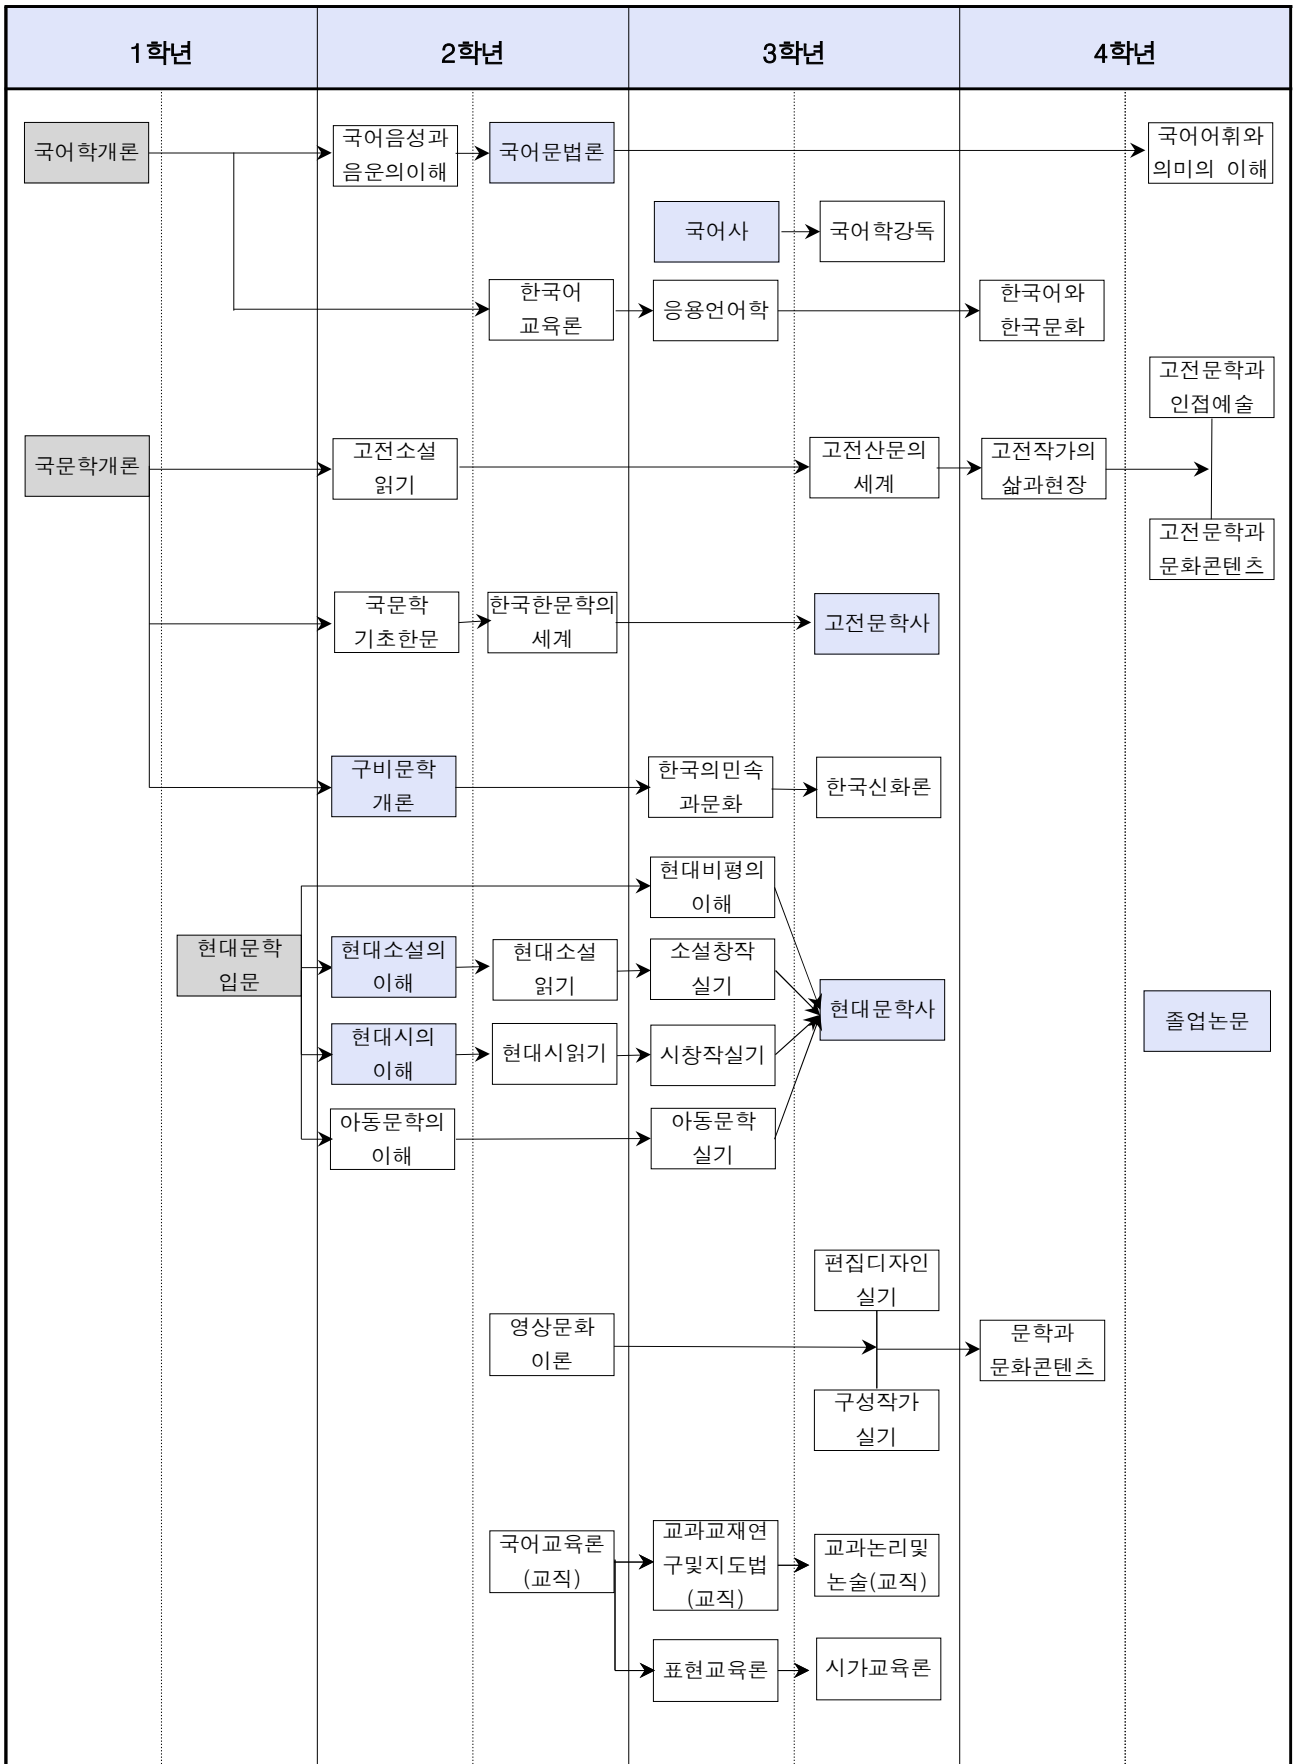 1학년
2학년
3학년
4학년
국어학개론
국어음성과
음운의이해
국어문법론
국어어휘와
의미의 이해
국어사
국어학강독
한국어
교육론
응용언어학
한국어와
한국문화
고전문학과
인접예술
국문학개론
고전소설
읽기
고전산문의
세계
고전작가의
삶과현장
고전문학과
문화콘텐츠
국문학
기초한문
한국한문학의
세계
고전문학사
구비문학
개론
한국의민속
과문화
한국신화론
현대비평의
이해
현대문학
입문
현대소설의
이해
현대소설
읽기
소설창작
실기
현대문학사
졸업논문
현대시의
이해
현대시읽기
시창작실기
아동문학의
이해
아동문학
실기
편집디자인
실기
영상문화
이론
문학과
문화콘텐츠
구성작가
실기
국어교육론
(교직)
교과교재연
구및지도법
(교직)
교과논리및
논술(교직)
표현교육론
시가교육론